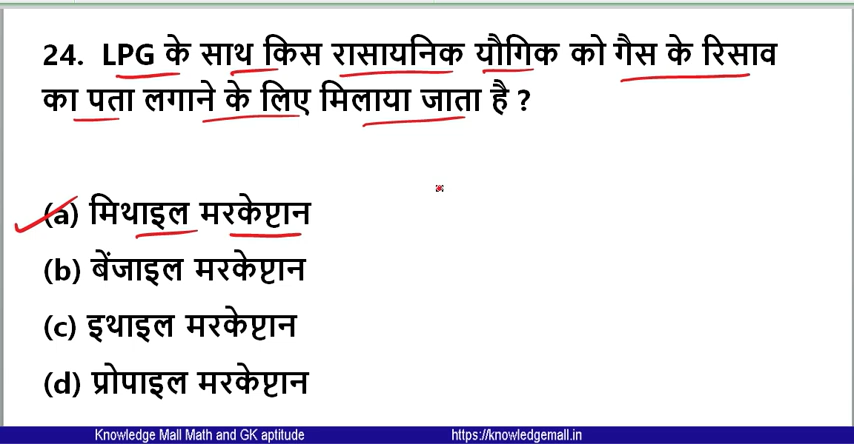 24. LPG के साथ किस रासायनिक यौगिक को गैस के रिसाव
का पता लगाने के लिए मिलाया जाता है ?
(a) मिथाइल मरकेप्टान
(b) बेंजाइल मरकेप्टान
(c) इथाइल मरकेप्टान
(d) प्रोपाइल मरकेप्टान
Knowledge Mall Math and GK aptitude https://knowledgemall.in